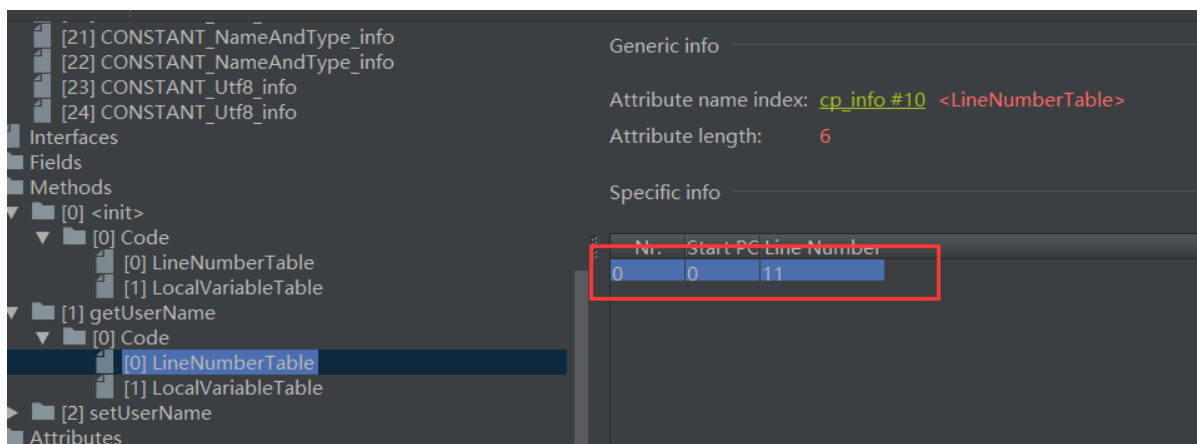 [21] CONSTANT_NameAndType_info
[22] CONSTANT_NameAndType_info
[23] CONSTANT_Utf8_info
[24] CONSTANT_Utf8_info
Interfaces
Fields
Methods
[0] <init>
[0] Code
[0] LineNumberTable
[1] LocalVariableTable
[1] getUserName
[0] Code
[0] LineNumberTable
[1] LocalVariableTable
[2] setUserName
Attributes
Generic info
Attribute name index: cp_info #10 <LineNumberTable>
Attribute length: 6
Specific info
Nr. Start PC Line Number
0 0 11